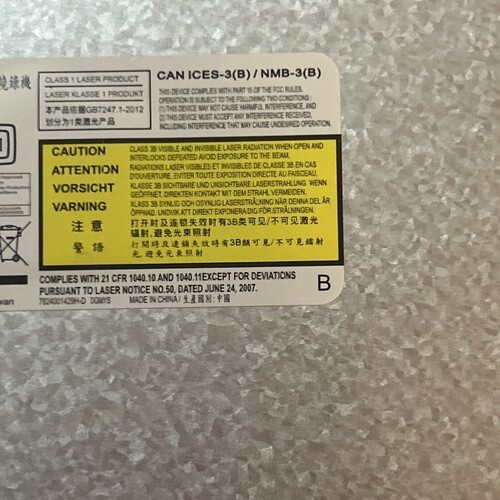 燒錄機
CLASS 1 LASER PRODUCT
LASER KLASSE 1 PRODUKT
本产品依据GB7247.1-2012
划分为1类激光产品
CAN ICES-3(B) / NMB-3(B)
THIS DEVICE COMPLIES WITH PART 15 OF THE FCC RULES.
OPERATION IS SUBJECT TO THE FOLLOWING TWO CONDITIONS :
(1) THIS DEVICE MAY NOT CAUSE HARMFUL INTERFERENCE, AND
(2) THIS DEVICE MUST ACCEPT ANY INTERFERENCE RECEIVED,
INCLUDING INTERFERENCE THAT MAY CAUSE UNDESIRED OPERATION.
CAUTION
ATTENTION
VORSICHT
VARNING
注意
警語
CLASS 3B VISIBLE AND INVISIBLE LASER RADIATION WHEN OPEN AND
INTERLOCKS DEFEATED AVOID EXPOSURE TO THE BEAM.
RADIATIONS LASER VISIBLES ET INVISIBLES DE CLASSE 3B EN CAS
D'OUVERTURE. EVITER TOUTE EXPOSITION DIRECTE AU FAISCEAU.
KLASSE 3B SICHTBARE UND UNSICHTBARE LASERSTRAHLUNG. WENN
GEÖFFNET. DIREKTEN KONTAKT MIT DEM STRAHL VERMEIDEN.
KLASS 3B SYNLIG OCH OSYNLIG LASERSTRÅLNING NÄR DENNA DEL ÄR
ÖPPNAD. UNDVIK ATT DIREKT EXPONERA DIG FÖR STRÅLNINGEN.
打开时及连锁失效时有3B类可见/不可见激光
辐射,避免光束照射
打開時及連鎖失效時有3B類可見/不可見鐳射
光,避免光束照射
COMPLIES WITH 21 CFR 1040.10 AND 1040.11EXCEPT FOR DEVIATIONS
PURSUANT TO LASER NOTICE NO.50, DATED JUNE 24, 2007.
B
wan
7824001429H-D DGMYS
MADE IN CHINA / 生產國:中國